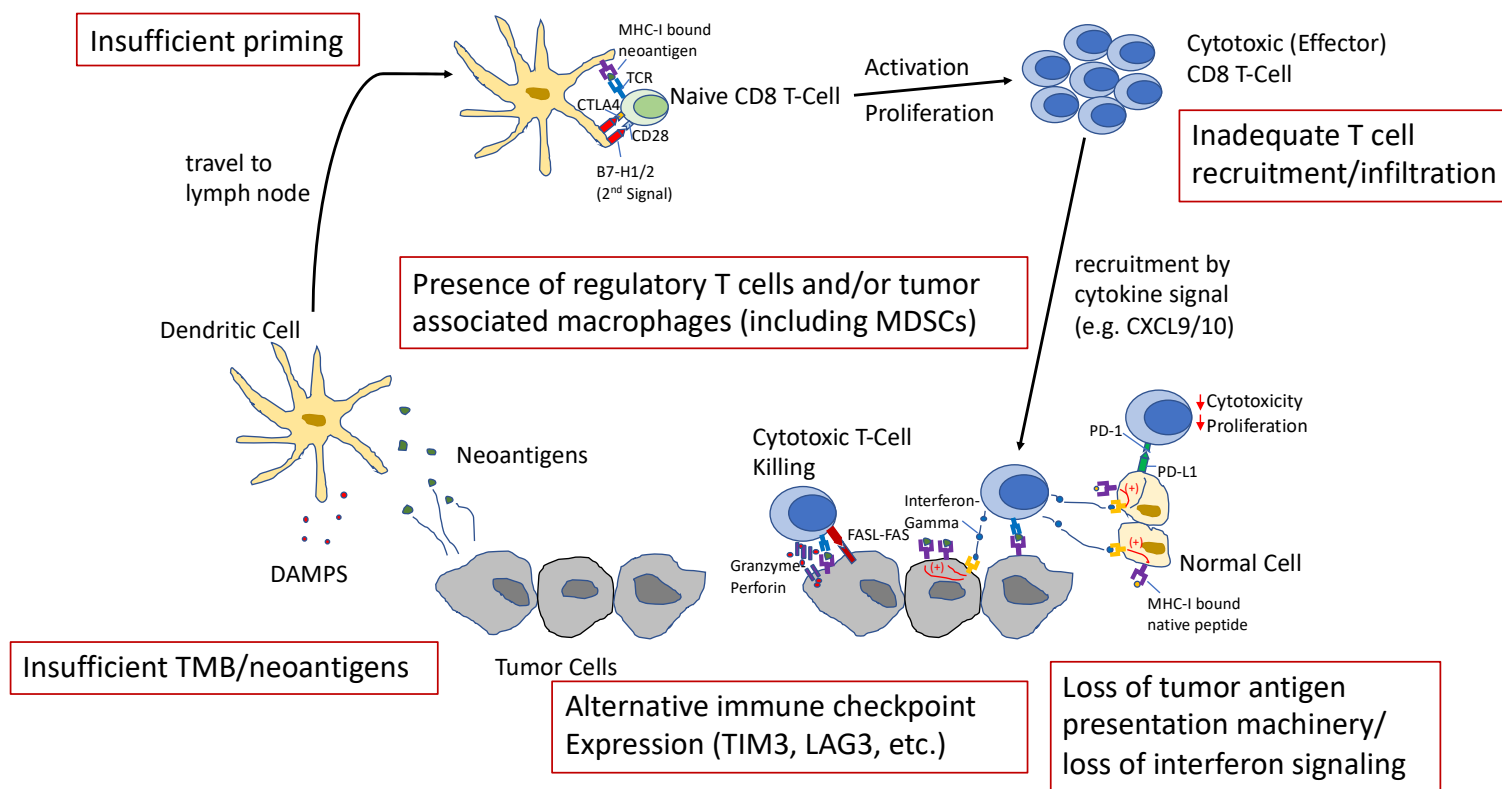 Insufficient priming
MHC-I bound
neoantigen
TCR
CTLA4
Naive CD8 T-Cell
CD28
B7-H1/2
(2nd Signal)
Activation
Proliferation
Cytotoxic (Effector)
CD8 T-Cell
Inadequate T cell
recruitment/infiltration
travel to
lymph node
Presence of regulatory T cells and/or tumor
associated macrophages (including MDSCs)
recruitment by
cytokine signal
(e.g. CXCL9/10)
Dendritic Cell
Neoantigens
DAMPS
Cytotoxic T-Cell
Killing
FASL-FAS
Granzyme-
Perforin
Interferon-
Gamma
Cytotoxicity
Proliferation
PD-1
PD-L1
(+)
(+)
(+)
Normal Cell
MHC-I bound
native peptide
Insufficient TMB/neoantigens
Tumor Cells
Alternative immune checkpoint
Expression (TIM3, LAG3, etc.)
Loss of tumor antigen
presentation machinery/
loss of interferon signaling